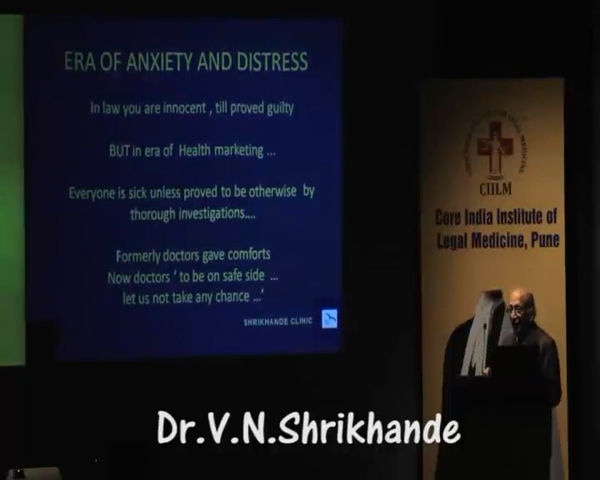 ERA OF ANXIETY AND DISTRESS
In law you are innocent , till proved guilty
BUT in era of Health marketing ...
Everyone is sick unless proved to be otherwise by
thorough investigations....
Formerly doctors gave comforts
Now doctors ' to be on safe side ...
let us not take any chance ...'
SHRIKHANDE CLINIC
CIILM
Core India Institute of
Legal Medicine, Pune
Dr.V.N.Shrikhande